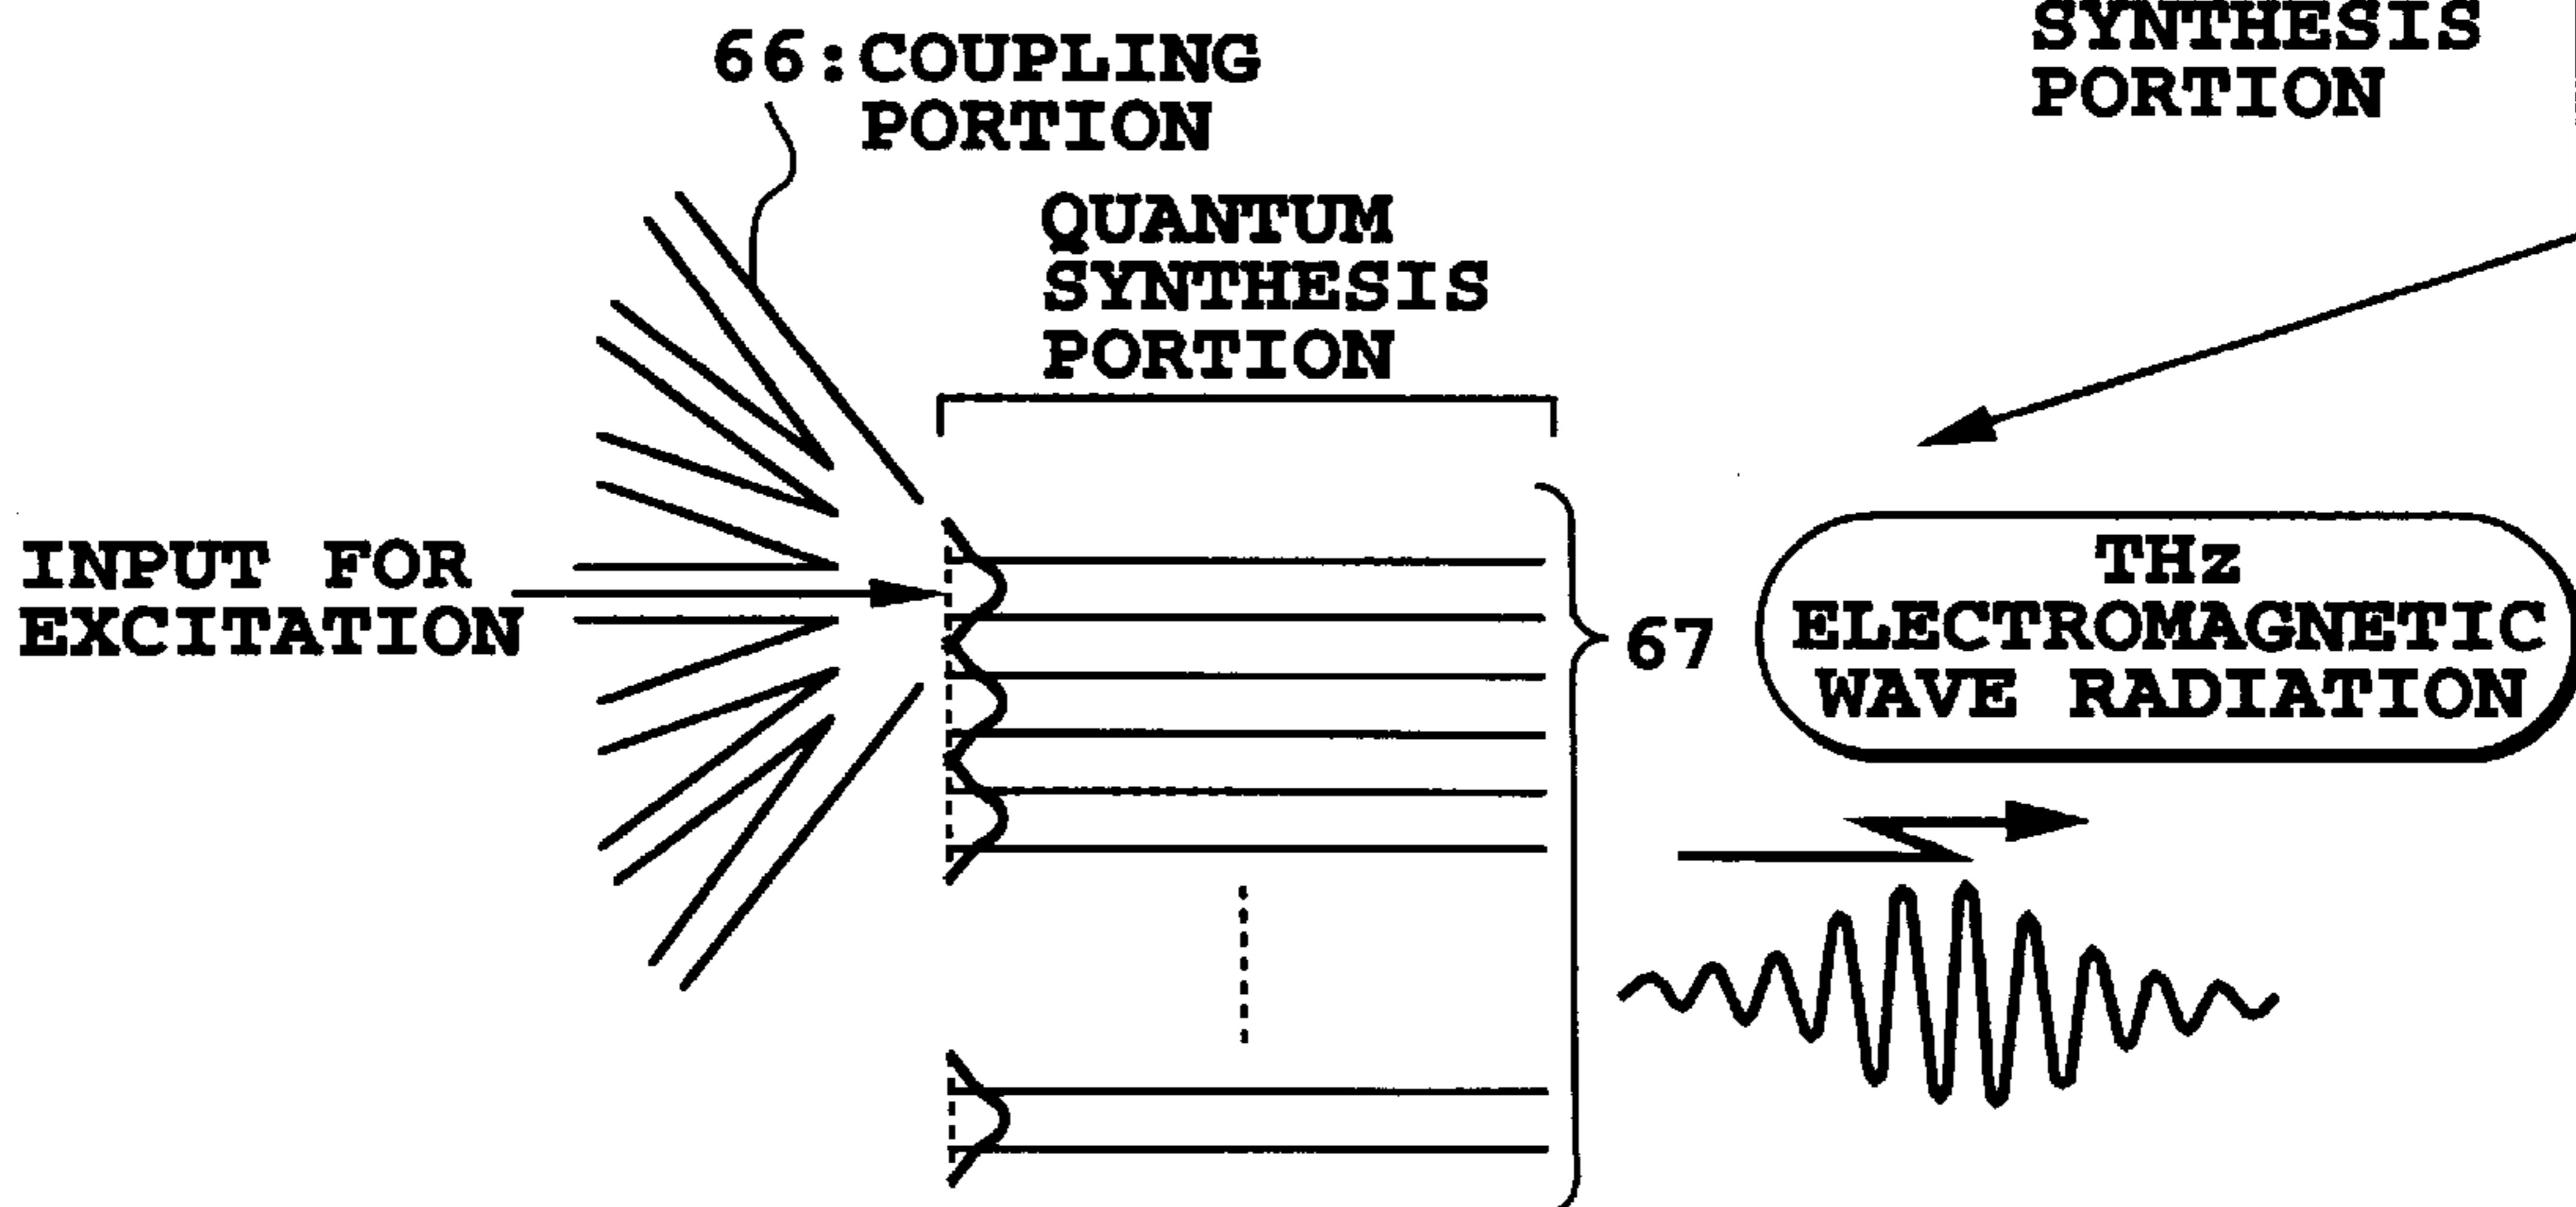 66:COUPLING
PORTION
SYNTHESIS
PORTION
QUANTUM
SYNTHESIS
PORTION
INPUT FOR
EXCITATION
67
THz
ELECTROMAGNETIC
WAVE RADIATION